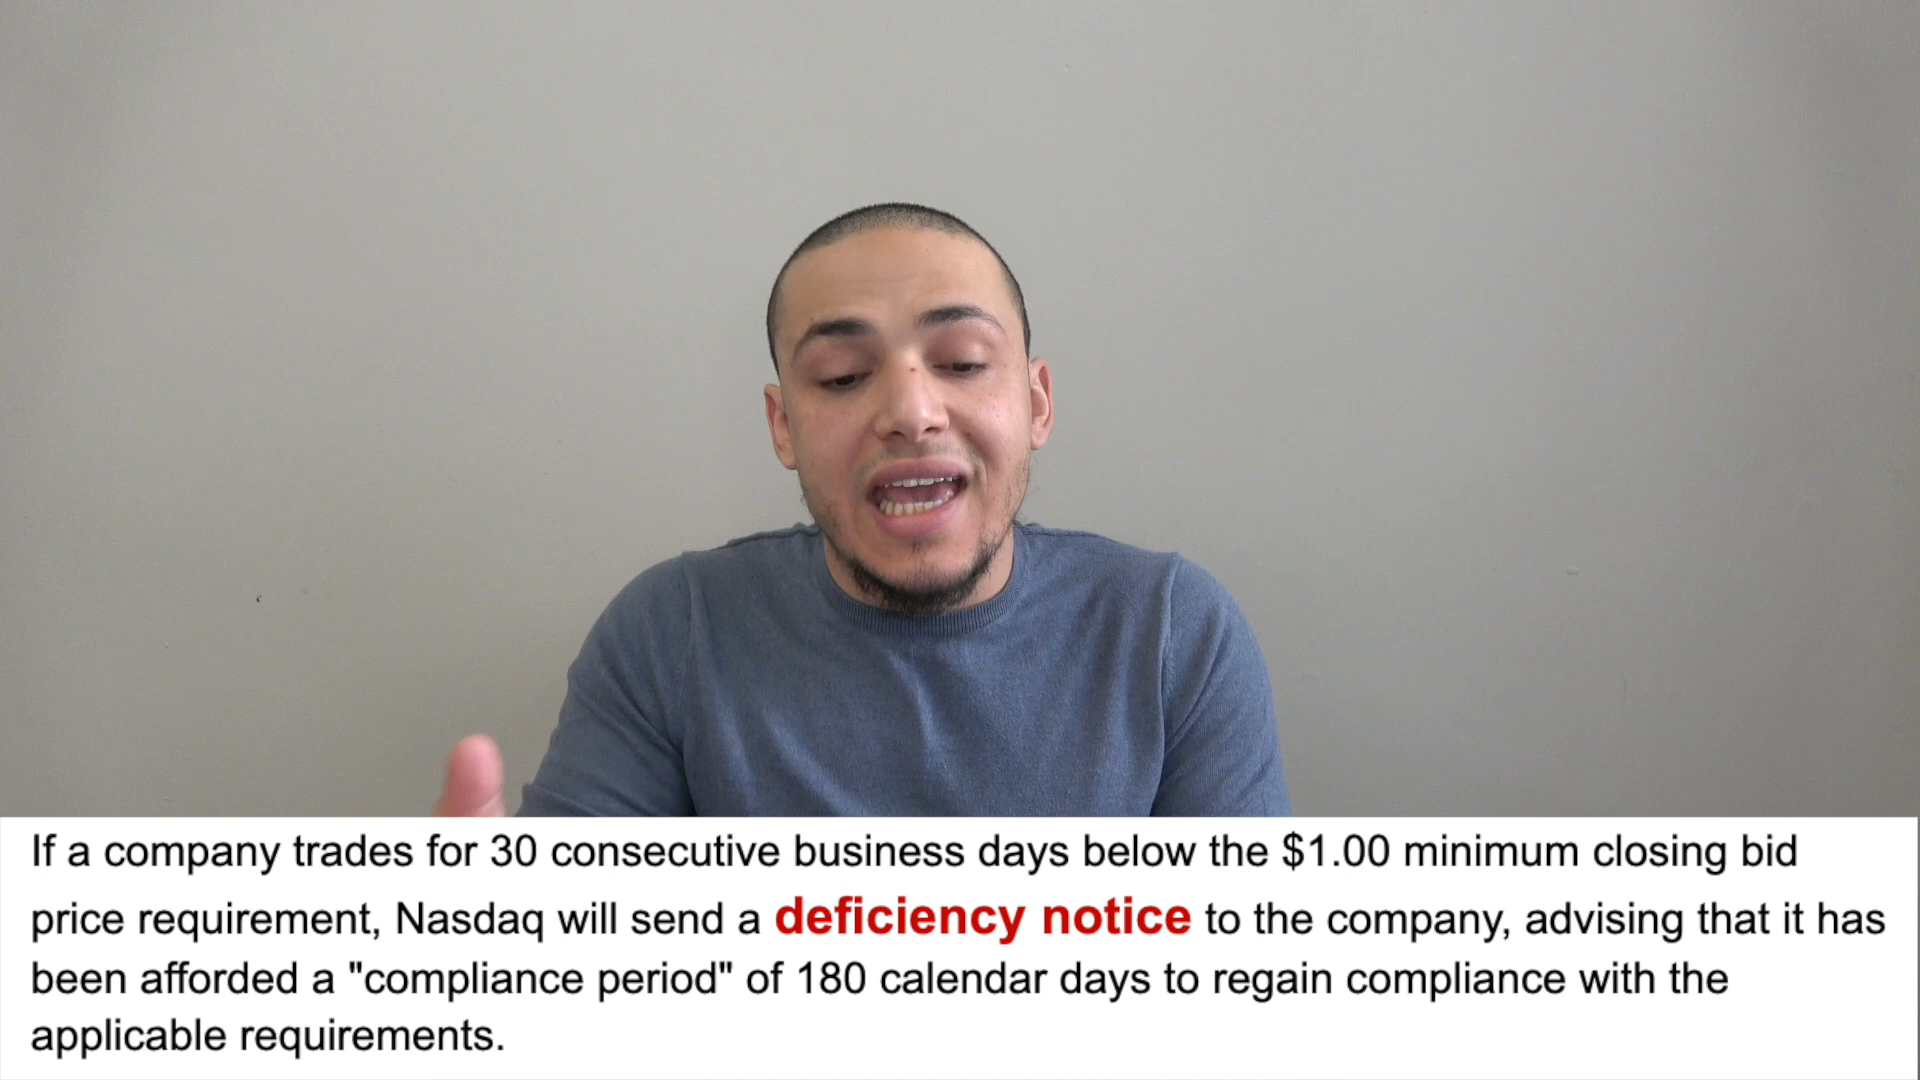 If a company trades for 30 consecutive business days below the $1.00 minimum closing bid
price requirement, Nasdaq will send a deficiency notice to the company, advising that it has
been afforded a "compliance period" of 180 calendar days to regain compliance with the
applicable requirements.